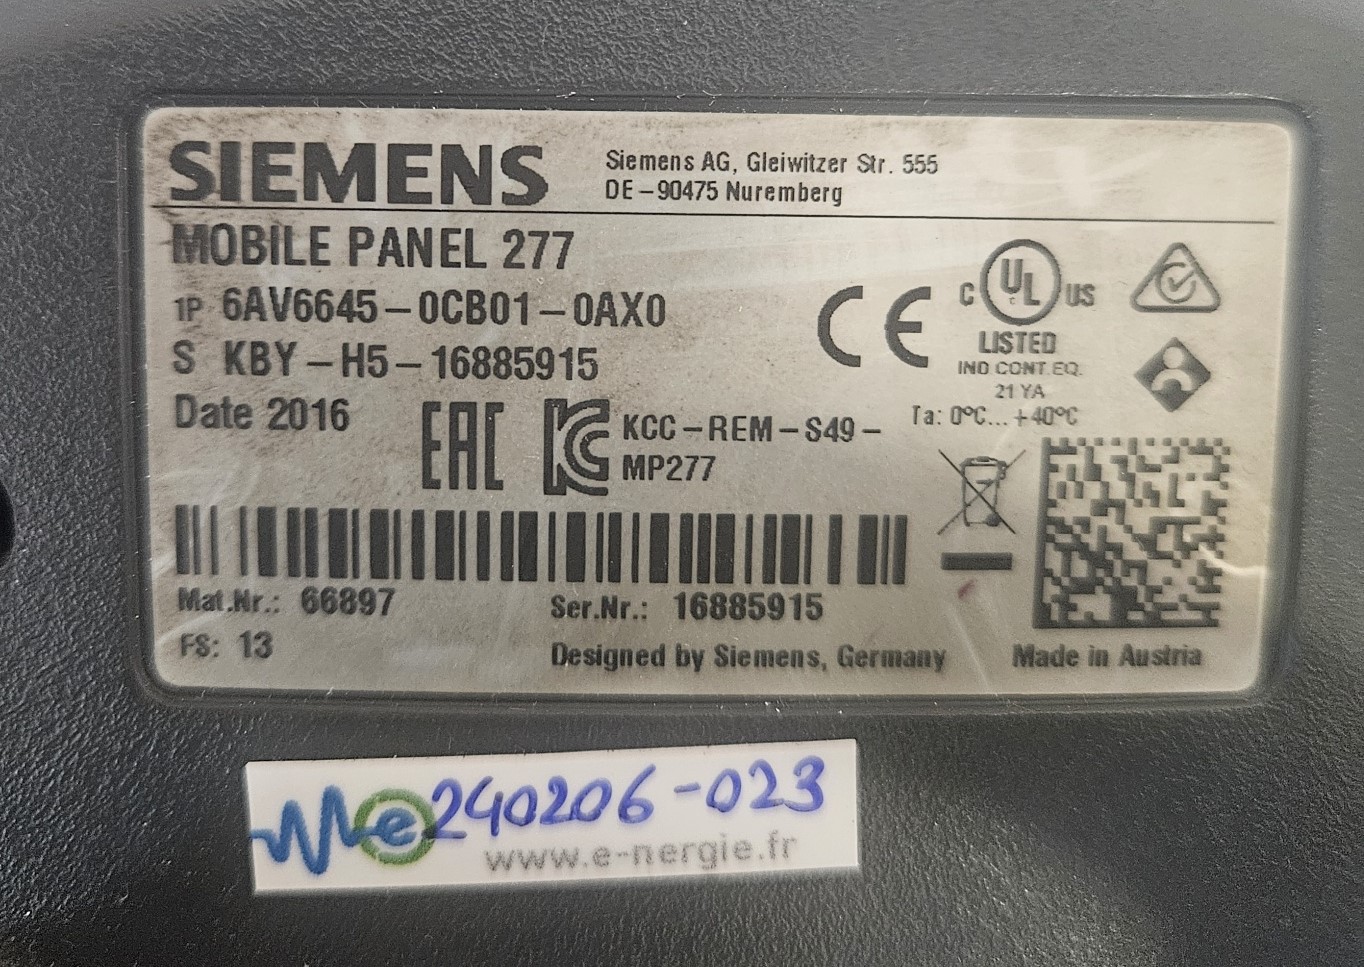 SIEMENS
Siemens AG, Gleiwitzer Str. 555
DE-90475 Nuremberg
MOBILE PANEL 277
1P 6AV6645-0CB01-0AX0
S KBY-H5-16885915
Date 2016
EAC
KC
KCC-REM-S49-
MP277
CE
C UL US
LISTED
IND CONT.EQ.
21 YA
Ta: 0°C...+40°C
Mat.Nr.: 66897
Ser.Nr.: 16885915
FS: 13
Designed by Siemens, Germany
Made in Austria
e 240206-023
www.e-nergie.fr